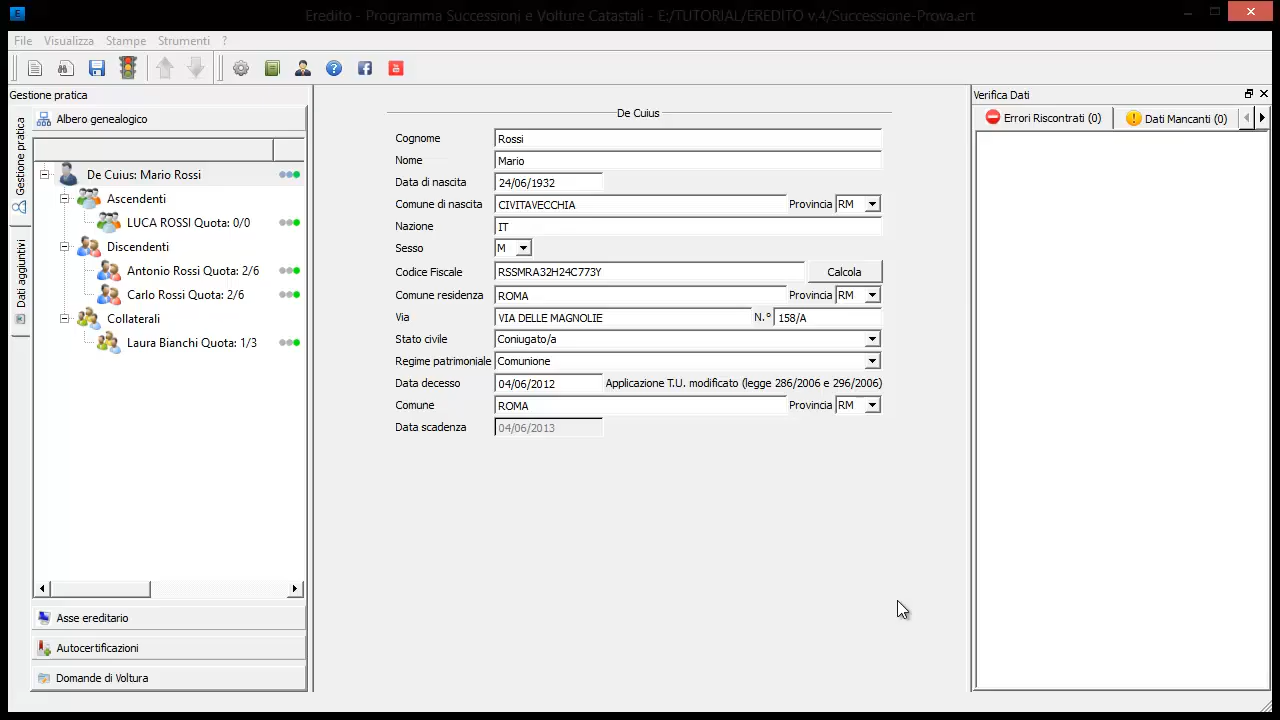 Eredito - Programma Successioni e Volture Catastali - E:/TUTORIAL/EREDITO v.4/Successione-Prova.ert
File Visualizza Stampe Strumenti ?
Gestione pratica
Gestione pratica
Dati aggiuntivi
Albero genealogico
De Cuius: Mario Rossi
Ascendenti
LUCA ROSSI Quota: 0/0
Discendenti
Antonio Rossi Quota: 2/6
Carlo Rossi Quota: 2/6
Collaterali
Laura Bianchi Quota: 1/3
Asse ereditario
Autocertificazioni
Domande di Voltura
De Cuius
Cognome Rossi
Nome Mario
Data di nascita 24/06/1932
Comune di nascita CIVITAVECCHIA Provincia RM
Nazione IT
Sesso M
Codice Fiscale RSSMRA32H24C773Y Calcola
Comune residenza ROMA Provincia RM
Via VIA DELLE MAGNOLIE N.° 158/A
Stato civile Coniugato/a
Regime patrimoniale Comunione
Data decesso 04/06/2012 Applicazione T.U. modificato (legge 286/2006 e 296/2006)
Comune ROMA Provincia RM
Data scadenza 04/06/2013
Verifica Dati
Errori Riscontrati (0) Dati Mancanti (0)